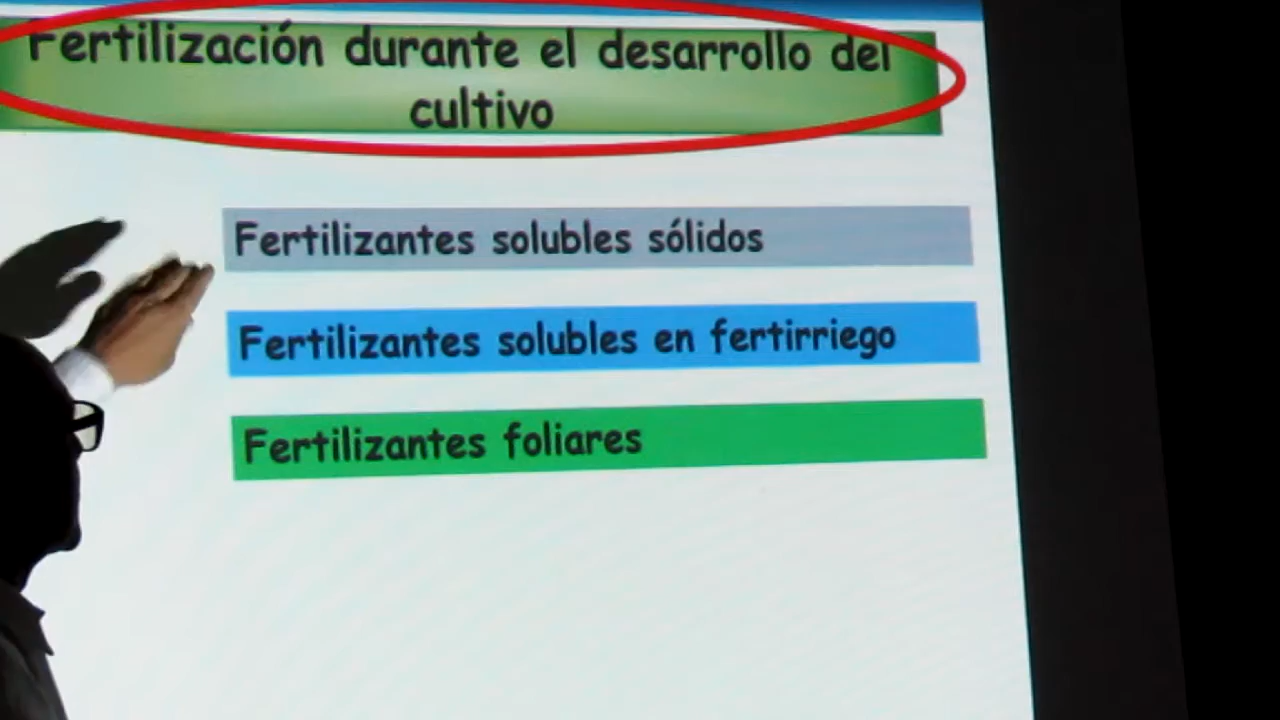 Fertilización durante el desarrollo del
cultivo
Fertilizantes solubles sólidos
Fertilizantes solubles en fertirriego
Fertilizantes foliares